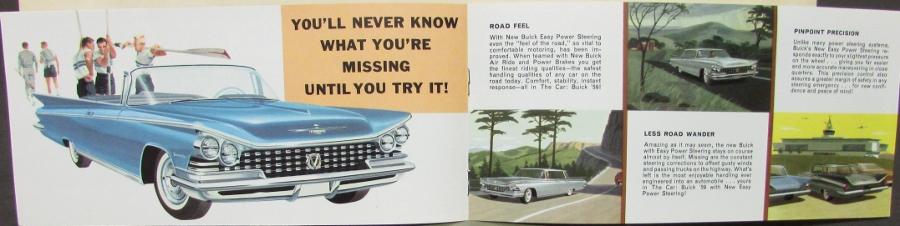 YOU'LL NEVER KNOW
WHAT YOU'RE
MISSING
UNTIL YOU TRY IT!
ROAD FEEL
With New Buick Easy Power Steering
even the "feel of the road," so vital to
comfortable motoring, has been im-
proved. When teamed with New Buick
Air Ride and Power Brakes you get
the finest riding qualities—the safest
handling qualities of any car on the
road today. Comfort, stability, instant
response—all in The Car: Buick '59!
LESS ROAD WANDER
Amazing as it may seem, the new Buick
with Easy Power Steering stays on course
almost by itself. Missing are the constant
steering corrections to offset gusty winds
and passing trucks on the highway. What's
left is the most enjoyable handling ever
engineered into an automobile . . . yours
in The Car: Buick '59 with New Easy
Power Steering!
PINPOINT PRECISION
Unlike many power steering systems,
Buick's New Easy Power Steering re-
sponds exactly to your slightest pressure
on the wheel . . . giving you far easier
and more accurate maneuvering in close
quarters. This precision control also
assures a greater margin of safety in any
steering emergency . . . for new confi-
dence and peace of mind!